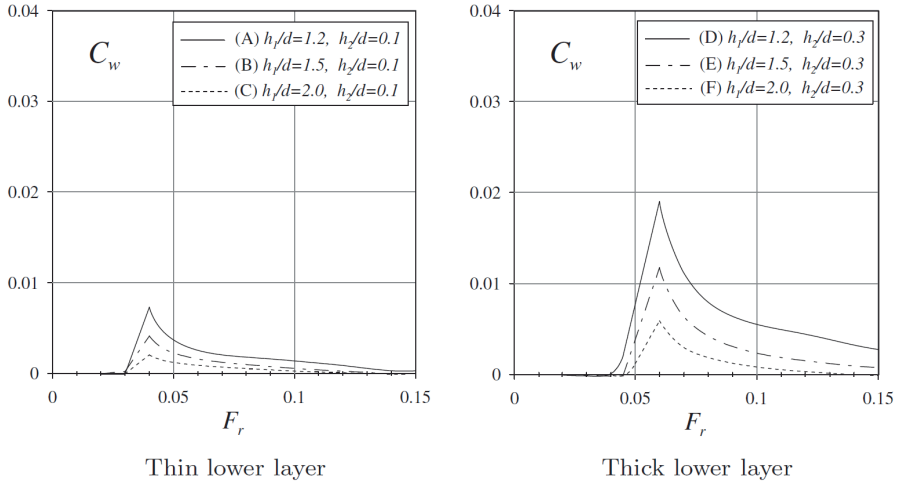 0.04
0.03
0.02
0.01
0
C_w
(A) h_1/d=1.2, h_2/d=0.1
(B) h_1/d=1.5, h_2/d=0.1
(C) h_1/d=2.0, h_2/d=0.1
0 0.05 0.1 0.15
F_r
Thin lower layer
0.04
0.03
0.02
0.01
0
C_w
(D) h_1/d=1.2, h_2/d=0.3
(E) h_1/d=1.5, h_2/d=0.3
(F) h_1/d=2.0, h_2/d=0.3
0 0.05 0.1 0.15
F_r
Thick lower layer